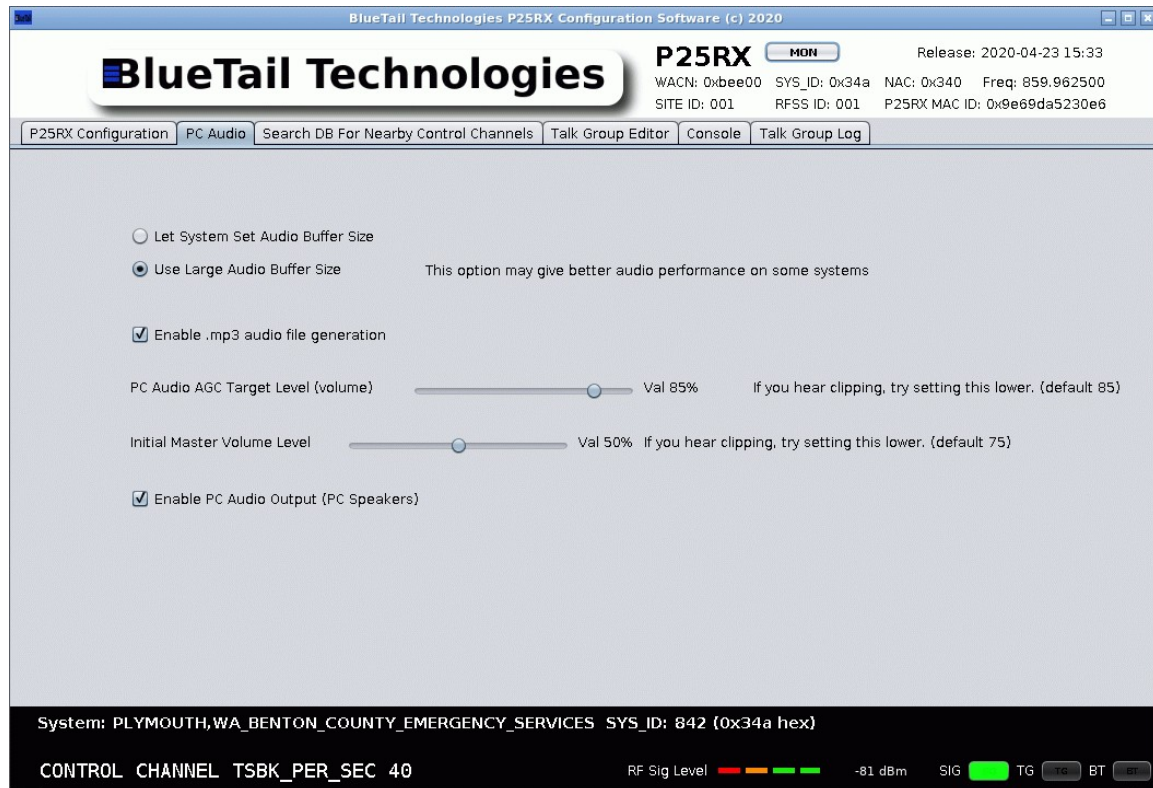 BlueTail Technologies P25RX Configuration Software (c) 2020
BlueTail Technologies
P25RX MON Release: 2020-04-23 15:33
WACN: 0xbee00 SYS_ID: 0x34a NAC: 0x340 Freq: 859.962500
SITE ID: 001 RFSS ID: 001 P25RX MAC ID: 0x9e69da5230e6
P25RX Configuration PC Audio Search DB For Nearby Control Channels Talk Group Editor Console Talk Group Log
Let System Set Audio Buffer Size
Use Large Audio Buffer Size This option may give better audio performance on some systems
Enable .mp3 audio file generation
PC Audio AGC Target Level (volume) Val 85% If you hear clipping, try setting this lower. (default 85)
Initial Master Volume Level Val 50% If you hear clipping, try setting this lower. (default 75)
Enable PC Audio Output (PC Speakers)
System: PLYMOUTH,WA_BENTON_COUNTY_EMERGENCY_SERVICES SYS_ID: 842 (0x34a hex)
CONTROL CHANNEL TSBK_PER_SEC 40 RF Sig Level -81 dBm SIG TG TG BT BT